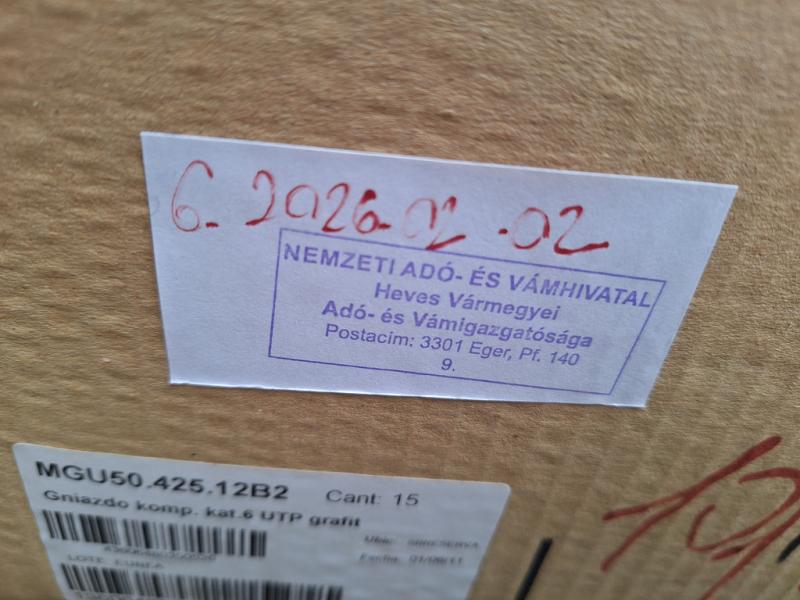 6. 2026-02-02
NEMZETI ADÓ- ÉS VÁMHIVATAL
Heves Vármegyei
Adó- és Vámigazgatósága
Postacím: 3301 Eger, Pf. 140
9.
MGU50.425.12B2 Cant: 15
Gniazdo komp. kat.6 UTP grafit